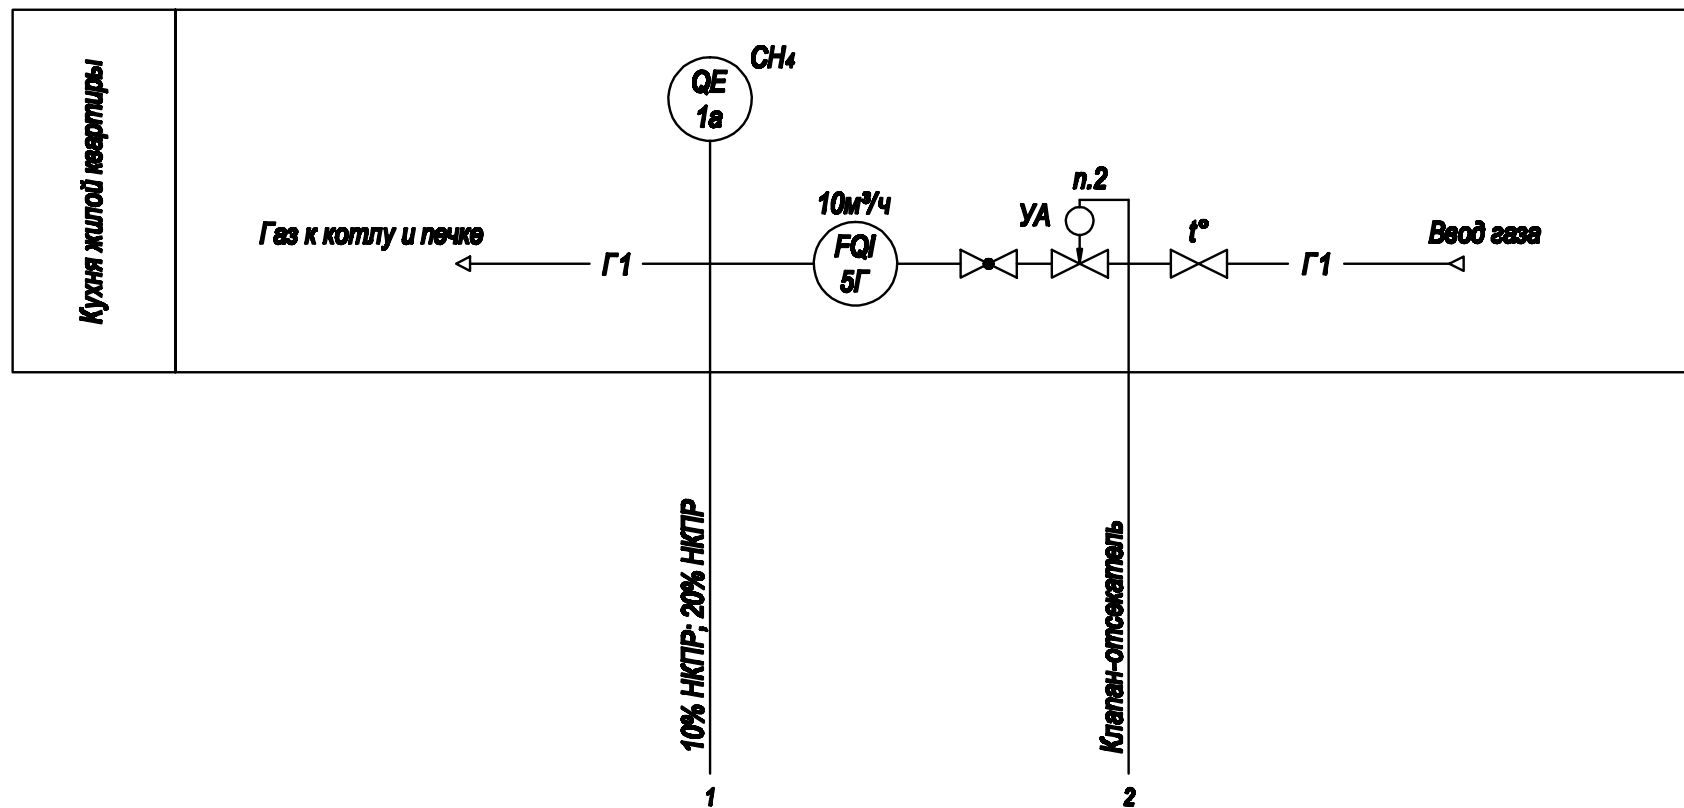 Кухня жилой квартиры
QE
1а
CH₄
Газ к котлу и печке
Г1
10м³/ч
FQI
5Г
УА
п.2
t°
Г1
Ввод газа
10% НКПР; 20% НКПР
Клапан-отсекатель
1
2